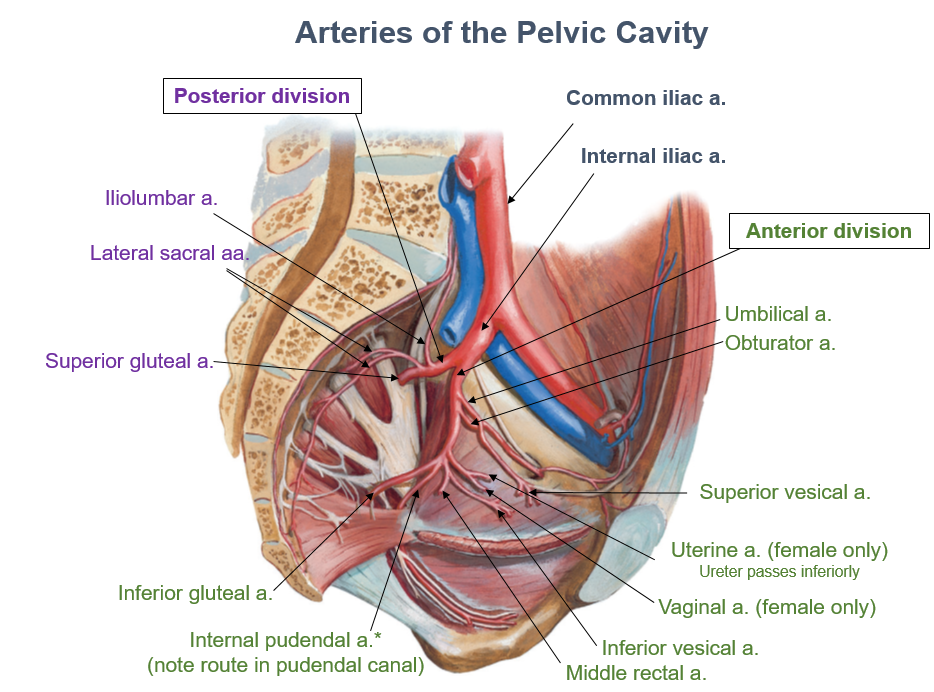 Arteries of the Pelvic Cavity
Posterior division
Common iliac a.
Internal iliac a.
Iliolumbar a.
Anterior division
Lateral sacral aa.
Umbilical a.
Obturator a.
Superior gluteal a.
Superior vesical a.
Uterine a. (female only)
Ureter passes inferiorly
Inferior gluteal a.
Vaginal a. (female only)
Internal pudendal a.*
(note route in pudendal canal)
Inferior vesical a.
Middle rectal a.